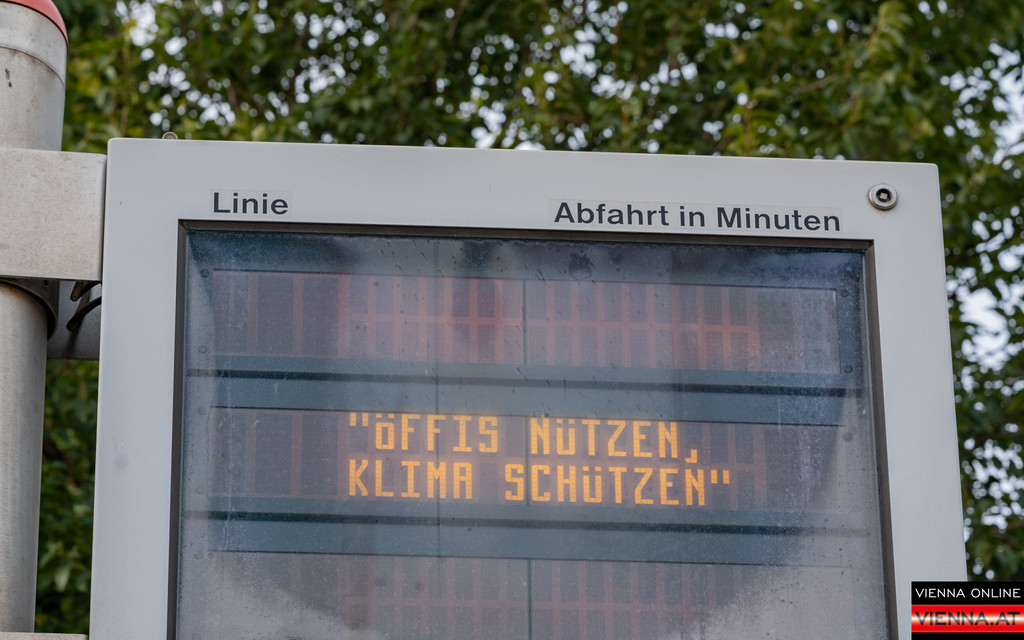 Linie
Abfahrt in Minuten
"öFFIS NüTZEN,
KLIMA SCHüTZEN"
VIENNA ONLINE
VIENNA.AT